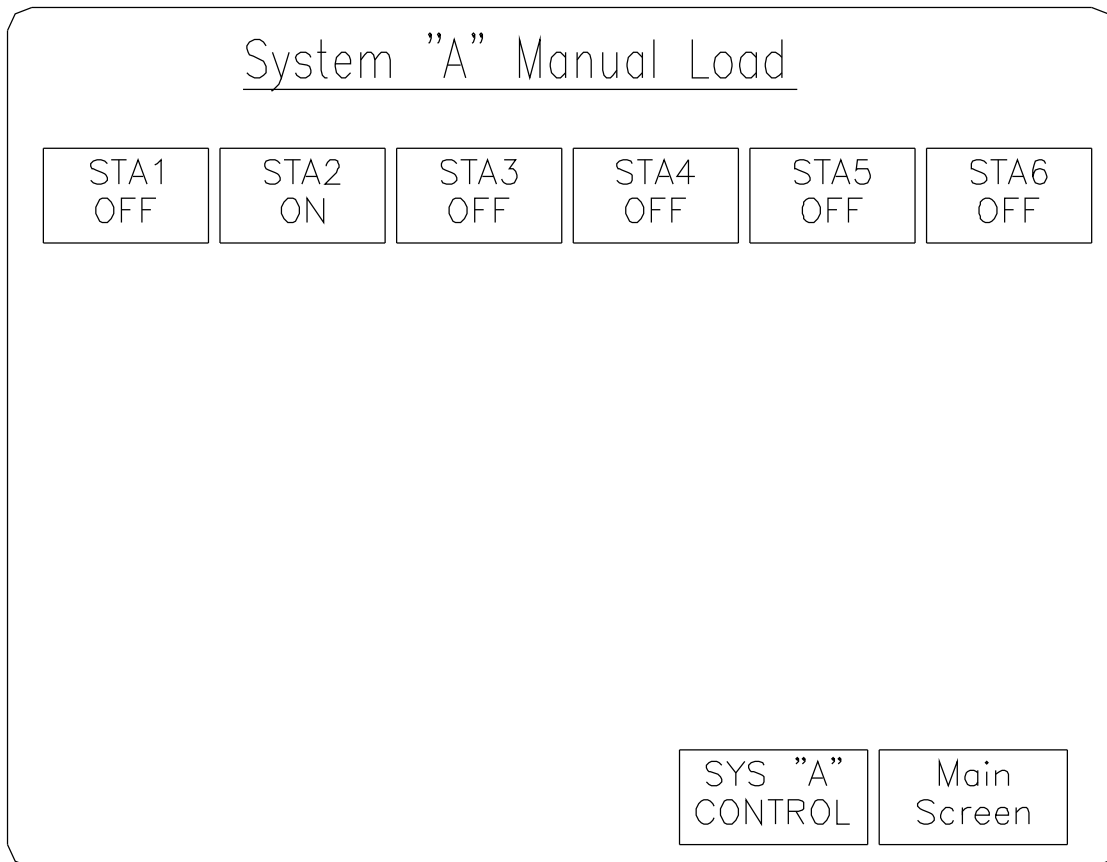 System "A" Manual Load
STA1
OFF
STA2
ON
STA3
OFF
STA4
OFF
STA5
OFF
STA6
OFF
SYS "A"
CONTROL
Main
Screen